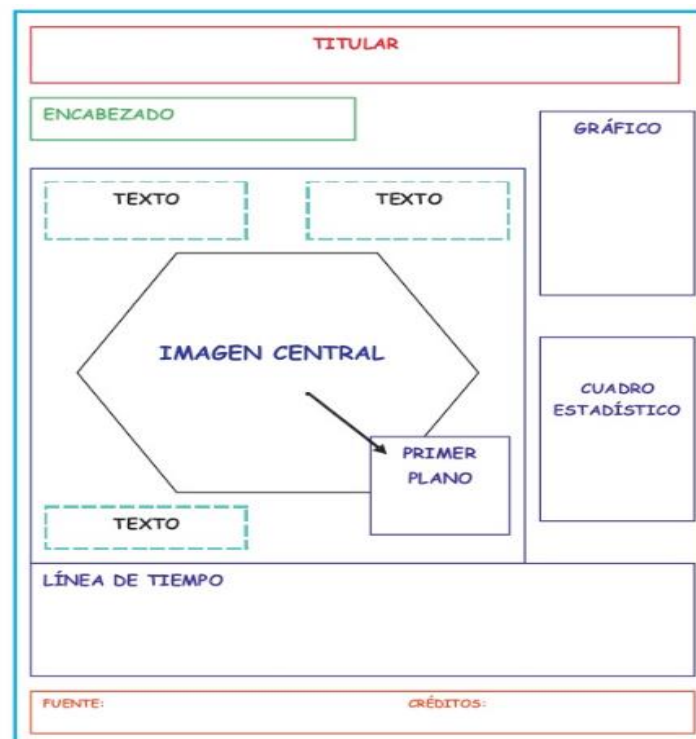 TITULAR
ENCABEZADO
GRÁFICO
TEXTO
TEXTO
IMAGEN CENTRAL
CUADRO
ESTADÍSTICO
PRIMER
PLANO
TEXTO
LÍNEA DE TIEMPO
FUENTE:
CRÉDITOS: